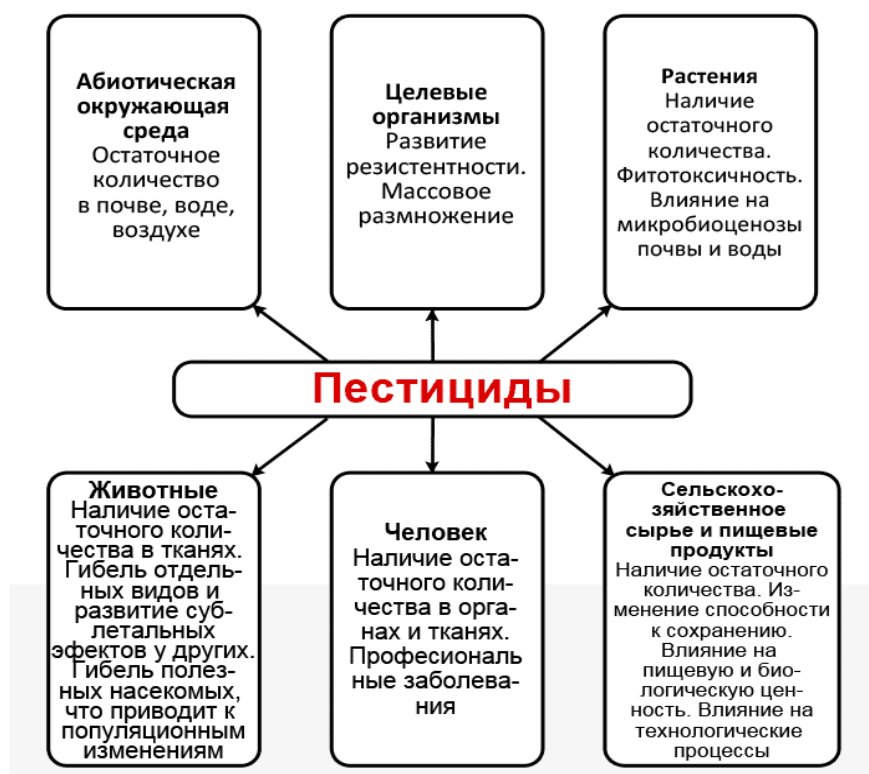 Абиотическая
окружающая
среда
Остаточное
количество
в почве, воде,
воздухе
Целевые
организмы
Развитие
резистентности.
Массовое
размножение
Растения
Наличие
остаточного
количества.
Фитотоксичность.
Влияние на
микробиоценозы
почвы и воды
Пестициды
Животные
Наличие оста-
точного коли-
чества в тканях.
Гибель отдель-
ных видов и
развитие суб-
летальных
эфектов у других.
Гибель полез-
ных насекомых,
что приводит к
популяционным
изменениям
Человек
Наличие оста-
точного коли-
чества в орга-
нах и тканях.
Професиональ
ные заболева-
ния
Сельскохо-
зяйственное
сырье и пищевые
продукты
Наличие остаточного
количества. Из-
менение способности
к сохранению.
Влияние на
пищевую и био-
логическую цен-
ность. Влияние на
технологические
процессы